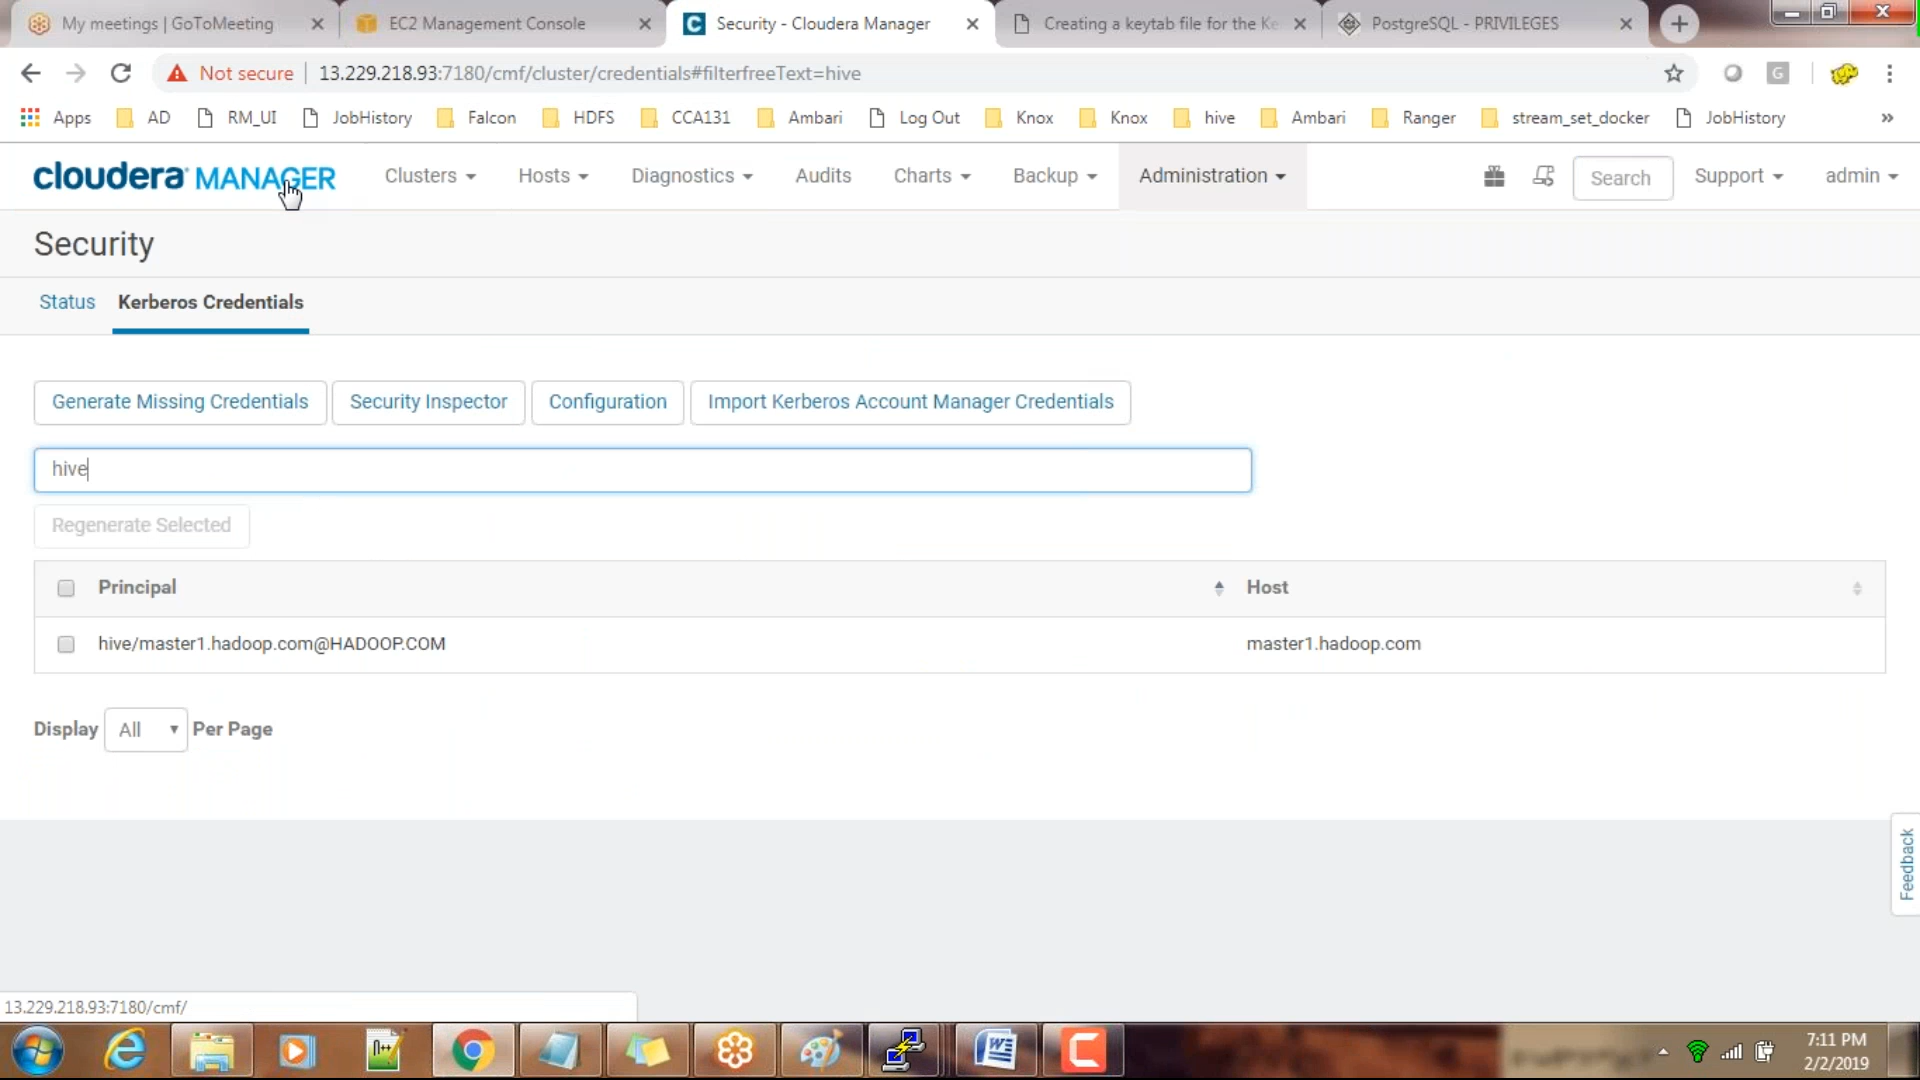 My meetings | GoToMeeting
EC2 Management Console
Security - Cloudera Manager
Creating a keytab file for the Ke
PostgreSQL - PRIVILEGES
Not secure
13.229.218.93:7180/cmf/cluster/credentials#filterfreeText=hive
Apps
AD
RM_UI
JobHistory
Falcon
HDFS
CCA131
Ambari
Log Out
Knox
Knox
hive
Ambari
Ranger
stream_set_docker
JobHistory
»
cloudera MANAGER
Clusters
Hosts
Diagnostics
Audits
Charts
Backup
Administration
Search
Support
admin
Security
Status
Kerberos Credentials
Generate Missing Credentials
Security Inspector
Configuration
Import Kerberos Account Manager Credentials
hive
Regenerate Selected
Principal
Host
hive/master1.hadoop.com@HADOOP.COM
master1.hadoop.com
Display All Per Page
Feedback
13.229.218.93:7180/cmf/
7:11 PM
2/2/2019